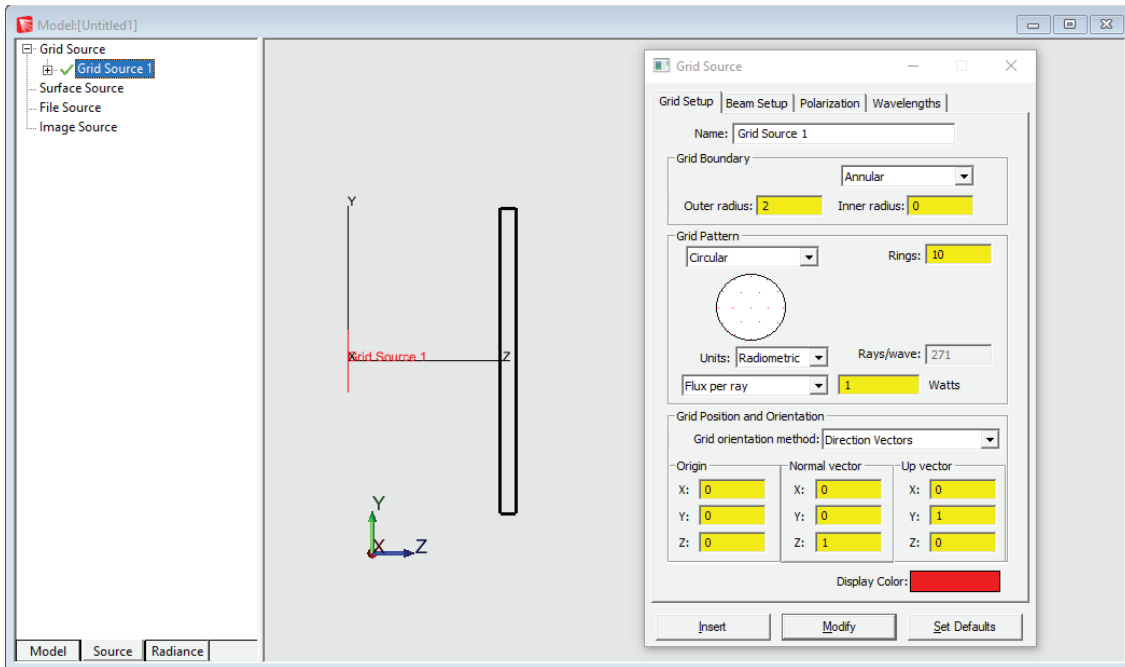 Model:[Untitled1]
Grid Source
Grid Source 1
Surface Source
File Source
Image Source
Y
X
Grid Source 1
Z
Y
X
Z
Model
Source
Radiance
Grid Source
Grid Setup
Beam Setup
Polarization
Wavelengths
Name: Grid Source 1
Grid Boundary
Annular
Outer radius: 2 Inner radius: 0
Grid Pattern
Circular Rings: 10
Units: Radiometric Rays/wave: 271
Flux per ray 1 Watts
Grid Position and Orientation
Grid orientation method: Direction Vectors
Origin Normal vector Up vector
X: 0 X: 0 X: 0
Y: 0 Y: 0 Y: 1
Z: 0 Z: 1 Z: 0
Display Color:
Insert Modify Set Defaults